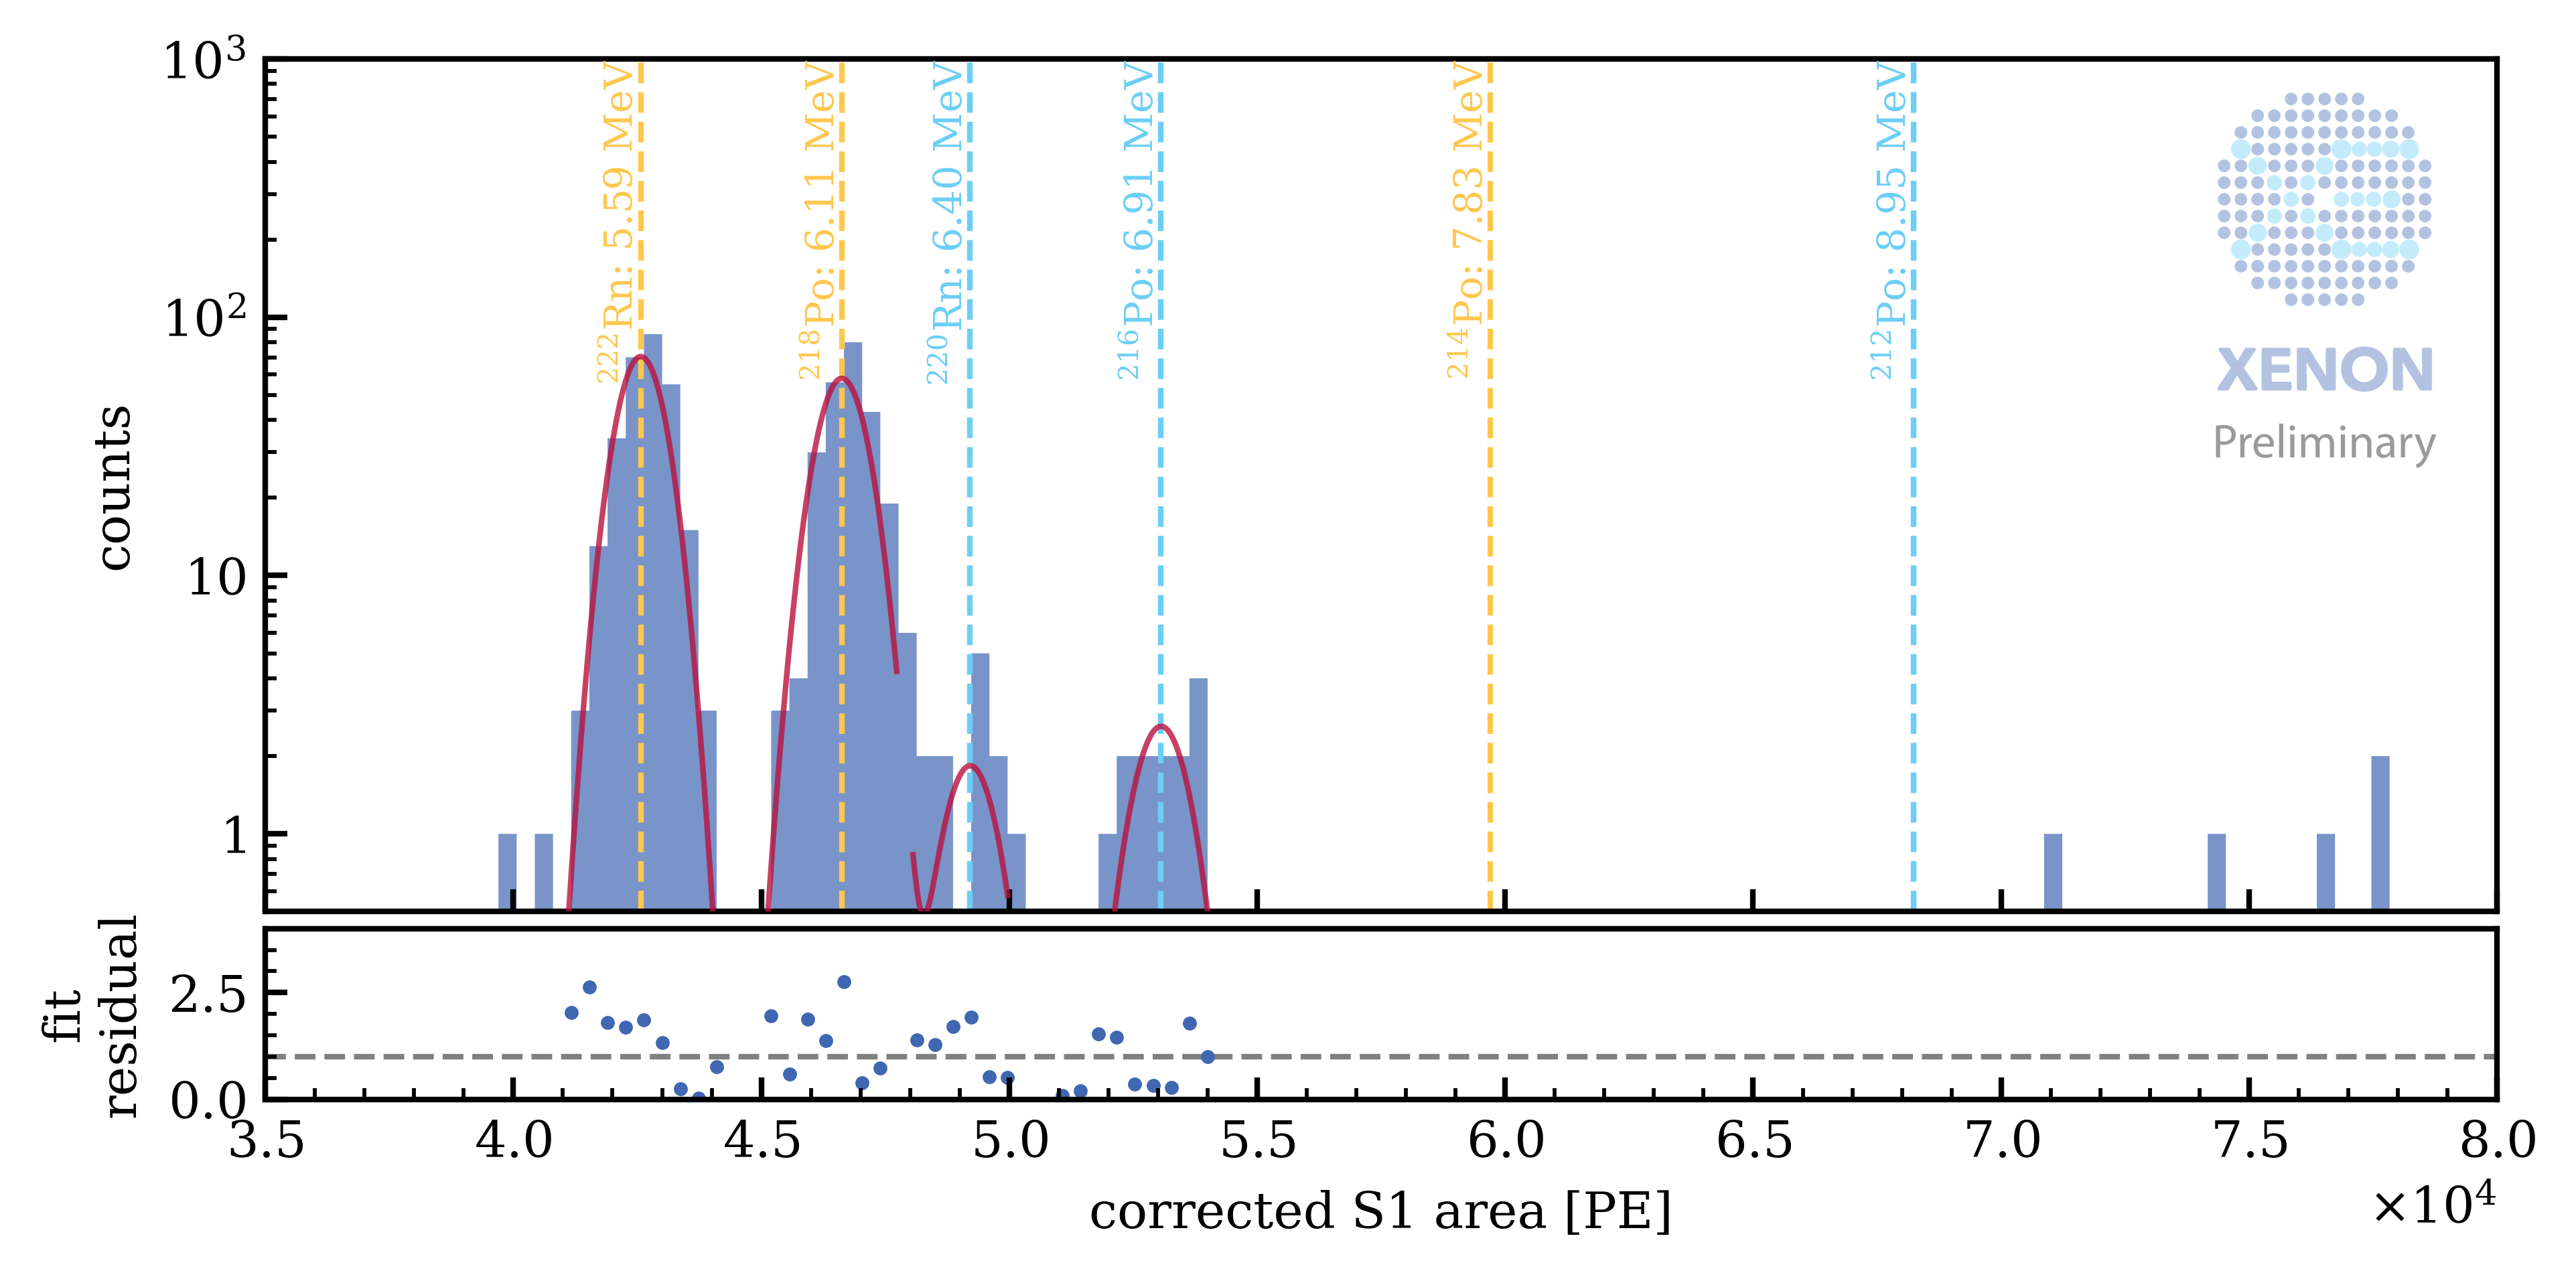 10³
10²
10
1
counts
²²²Rn: 5.59 MeV
²¹⁸Po: 6.11 MeV
²²⁰Rn: 6.40 MeV
²¹⁶Po: 6.91 MeV
²¹⁴Po: 7.83 MeV
²¹²Po: 8.95 MeV
XENON
Preliminary
fit
residual
2.5
0.0
3.5 4.0 4.5 5.0 5.5 6.0 6.5 7.0 7.5 8.0
corrected S1 area [PE]
×10⁴